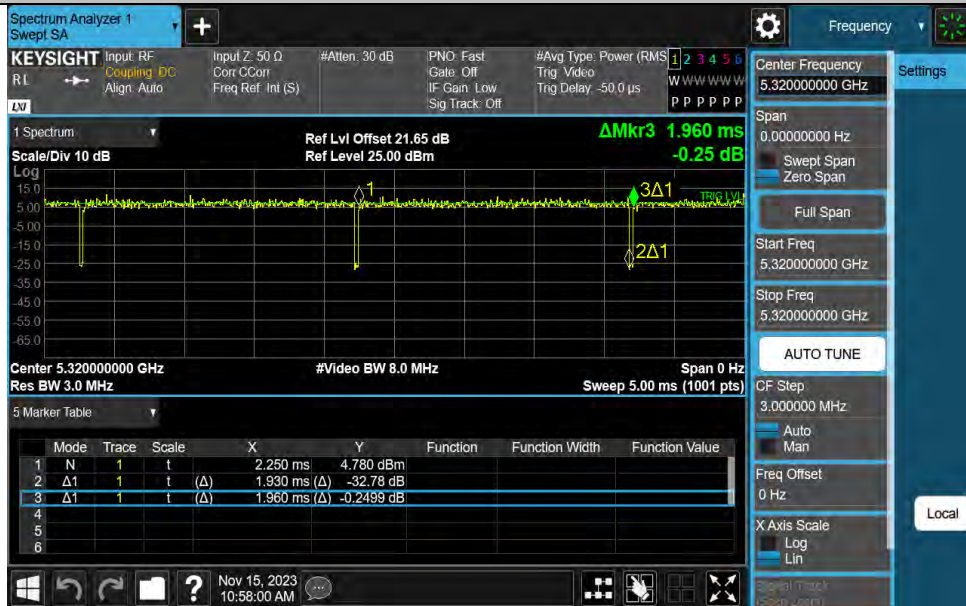 Spectrum Analyzer 1
Swept SA
+
Frequency
KEYSIGHT
RL
LXI
Input: RF
Coupling: DC
Align: Auto
Input Z: 50 Ω
Corr CCorr
Freq Ref: Int (S)
#Atten: 30 dB
PNO: Fast
Gate: Off
IF Gain: Low
Sig Track: Off
#Avg Type: Power (RMS
Trig: Video
Trig Delay: -50.0 µs
1 2 3 4 5 6
W W W W W W
P P P P P P
1 Spectrum
Scale/Div 10 dB
Ref Lvl Offset 21.65 dB
Ref Level 25.00 dBm
ΔMkr3 1.960 ms
-0.25 dB
Log
15.0
5.00
-5.00
-15.0
-25.0
-35.0
-45.0
-55.0
-65.0
1
3Δ1
TRIG LVL
2Δ1
Center 5.320000000 GHz
#Video BW 8.0 MHz
Span 0 Hz
Res BW 3.0 MHz
Sweep 5.00 ms (1001 pts)
5 Marker Table
Mode Trace Scale X Y Function Function Width Function Value
1 N 1 t 2.250 ms 4.780 dBm
2 Δ1 1 t (Δ) 1.930 ms (Δ) -32.78 dB
3 Δ1 1 t (Δ) 1.960 ms (Δ) -0.2499 dB
4
5
6
?
Nov 15, 2023
10:58:00 AM
Center Frequency
5.320000000 GHz
Span
0.00000000 Hz
Swept Span
Zero Span
Full Span
Start Freq
5.320000000 GHz
Stop Freq
5.320000000 GHz
AUTO TUNE
CF Step
3.000000 MHz
Auto
Man
Freq Offset
0 Hz
X Axis Scale
Log
Lin
Signal Track
Settings
Local